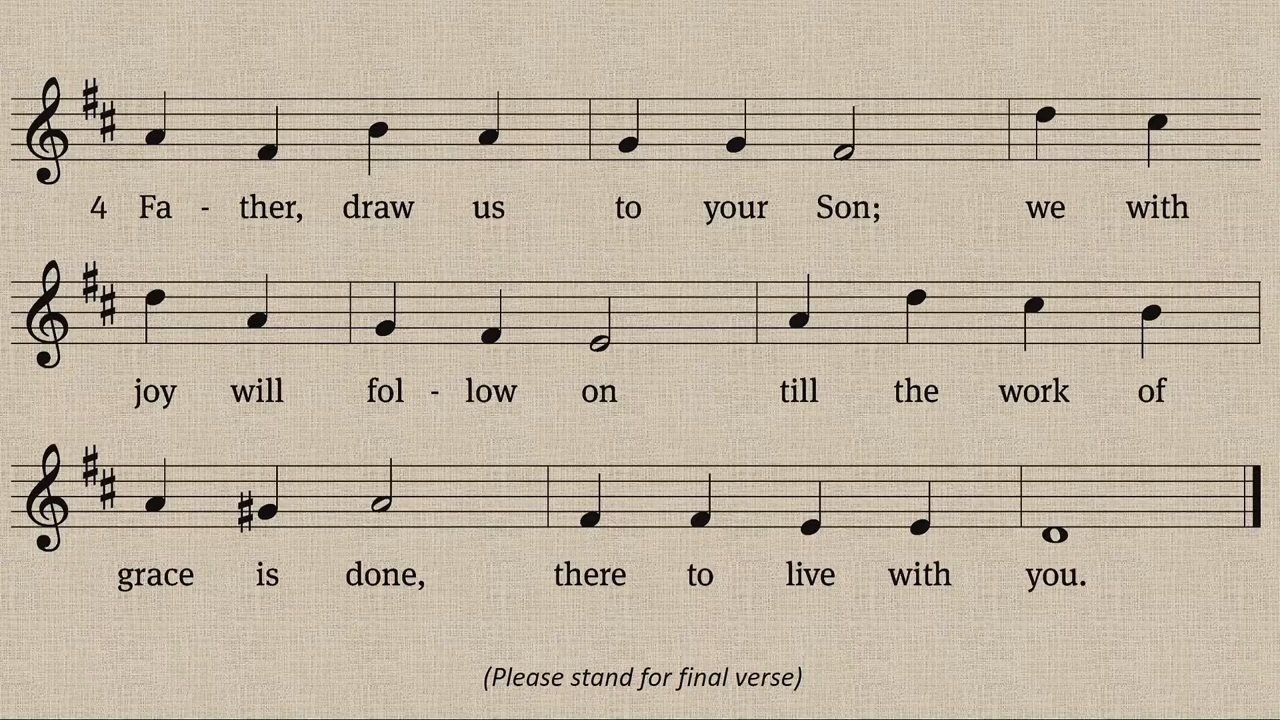 4 Fa - ther, draw us to your Son; we with
joy will fol - low on till the work of
grace is done, there to live with you.
(Please stand for final verse)